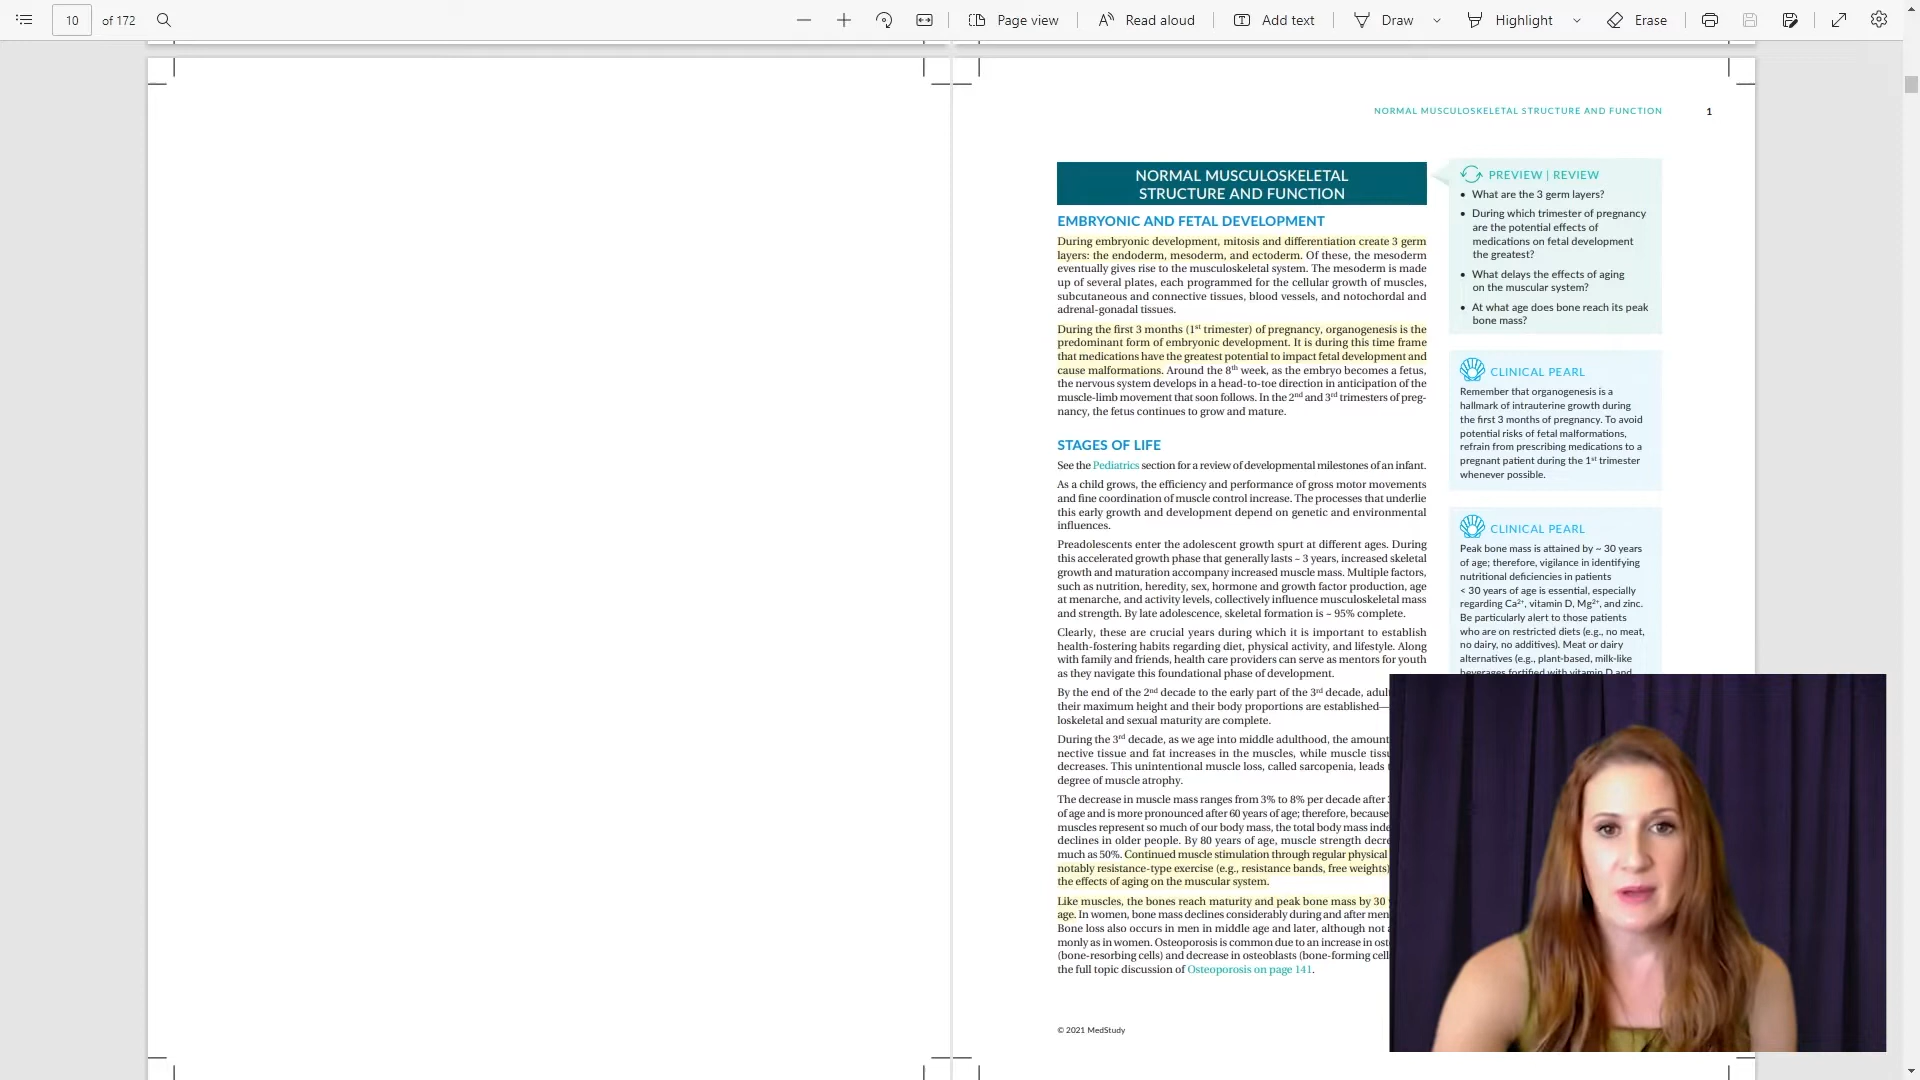 10 of 172
Page view
Read aloud
Add text
Draw
Highlight
Erase
NORMAL MUSCULOSKELETAL STRUCTURE AND FUNCTION 1
NORMAL MUSCULOSKELETAL
STRUCTURE AND FUNCTION
EMBRYONIC AND FETAL DEVELOPMENT
During embryonic development, mitosis and differentiation create 3 germ
layers: the endoderm, mesoderm, and ectoderm. Of these, the mesoderm
eventually gives rise to the musculoskeletal system. The mesoderm is made
up of several plates, each programmed for the cellular growth of muscles,
subcutaneous and connective tissues, blood vessels, and notochordal and
adrenal-gonadal tissues.
During the first 3 months (1st trimester) of pregnancy, organogenesis is the
predominant form of embryonic development. It is during this time frame
that medications have the greatest potential to impact fetal development and
cause malformations. Around the 8th week, as the embryo becomes a fetus,
the nervous system develops in a head-to-toe direction in anticipation of the
muscle-limb movement that soon follows. In the 2nd and 3rd trimesters of preg-
nancy, the fetus continues to grow and mature.
STAGES OF LIFE
See the Pediatrics section for a review of developmental milestones of an infant.
As a child grows, the efficiency and performance of gross motor movements
and fine coordination of muscle control increase. The processes that underlie
this early growth and development depend on genetic and environmental
influences.
Preadolescents enter the adolescent growth spurt at different ages. During
this accelerated growth phase that generally lasts ~ 3 years, increased skeletal
growth and maturation accompany increased muscle mass. Multiple factors,
such as nutrition, heredity, sex, hormone and growth factor production, age
at menarche, and activity levels, collectively influence musculoskeletal mass
and strength. By late adolescence, skeletal formation is ~ 95% complete.
Clearly, these are crucial years during which it is important to establish
health-fostering habits regarding diet, physical activity, and lifestyle. Along
with family and friends, health care providers can serve as mentors for youth
as they navigate this foundational phase of development.
By the end of the 2nd decade to the early part of the 3rd decade,
their maximum height and their body proportions are established—
loskeletal and sexual maturity are complete.
During the 3rd decade, as we age into middle adulthood, the amount
nective tissue and fat increases in the muscles, while muscle
decreases. This unintentional muscle loss, called sarcopenia, leads
degree of muscle atrophy.
The decrease in muscle mass ranges from 3% to 8% per decade after
of age and is more pronounced after 60 years of age; therefore, because
muscles represent so much of our body mass, the total body mass
declines in older people. By 80 years of age, muscle strength
much as 50%. Continued muscle stimulation through regular physical
notably resistance-type exercise (e.g., resistance bands, free weights)
the effects of aging on the muscular system.
Like muscles, the bones reach maturity and peak bone mass by 30
age. In women, bone mass declines considerably during and after
Bone loss also occurs in men in middle age and later, although not
monly as in women. Osteoporosis is common due to an increase in
(bone-resorbing cells) and decrease in osteoblasts (bone-forming
the full topic discussion of Osteoporosis on page 141.
© 2021 MedStudy
PREVIEW | REVIEW
• What are the 3 germ layers?
• During which trimester of pregnancy
are the potential effects of
medications on fetal development
the greatest?
• What delays the effects of aging
on the muscular system?
• At what age does bone reach its peak
bone mass?
CLINICAL PEARL
Remember that organogenesis is a
hallmark of intrauterine growth during
the first 3 months of pregnancy. To avoid
potential risks of fetal malformations,
refrain from prescribing medications to a
pregnant patient during the 1st trimester
whenever possible.
CLINICAL PEARL
Peak bone mass is attained by ~ 30 years
of age; therefore, vigilance in identifying
nutritional deficiencies in patients
< 30 years of age is essential, especially
regarding Ca2+, vitamin D, Mg2+, and zinc.
Be particularly alert to those patients
who are on restricted diets (e.g., no meat,
no dairy, no additives). Meat or dairy
alternatives (e.g., plant-based, milk-like
beverages fortified with vitamin D and